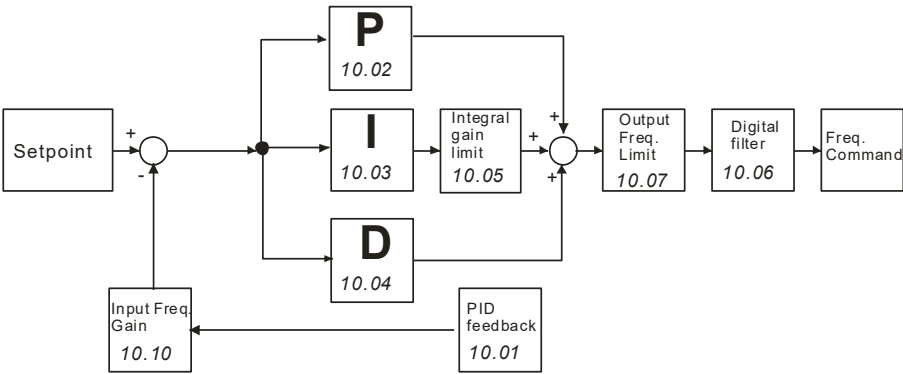 P
10.02
Setpoint
+
-
I
10.03
Integral
gain
limit
10.05
+
+
+
Output
Freq.
Limit
10.07
Digital
filter
10.06
Freq.
Command
D
10.04
Input Freq.
Gain
10.10
PID
feedback
10.01